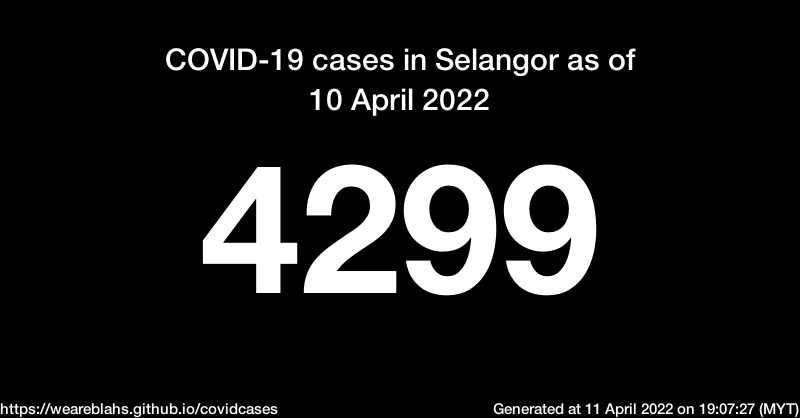 COVID-19 cases in Selangor as of
10 April 2022
4299
https://weareblahs.github.io/covidcases
Generated at 11 April 2022 on 19:07:27 (MYT)